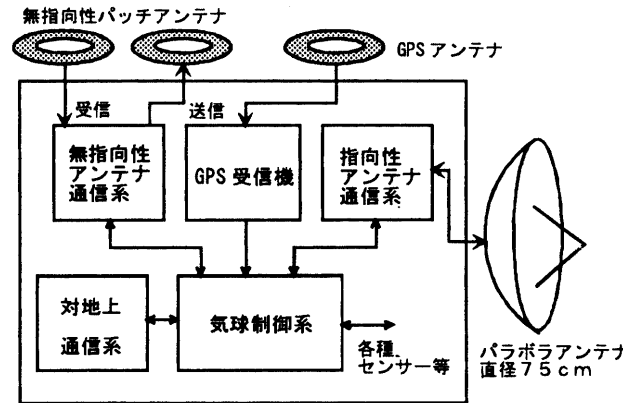 無指向性パッチアンテナ
GPS アンテナ
受信
送信
無指向性
アンテナ
通信系
GPS 受信機
指向性
アンテナ
通信系
対地上
通信系
気球制御系
各種
センサー等
パラボラアンテナ
直径75cm